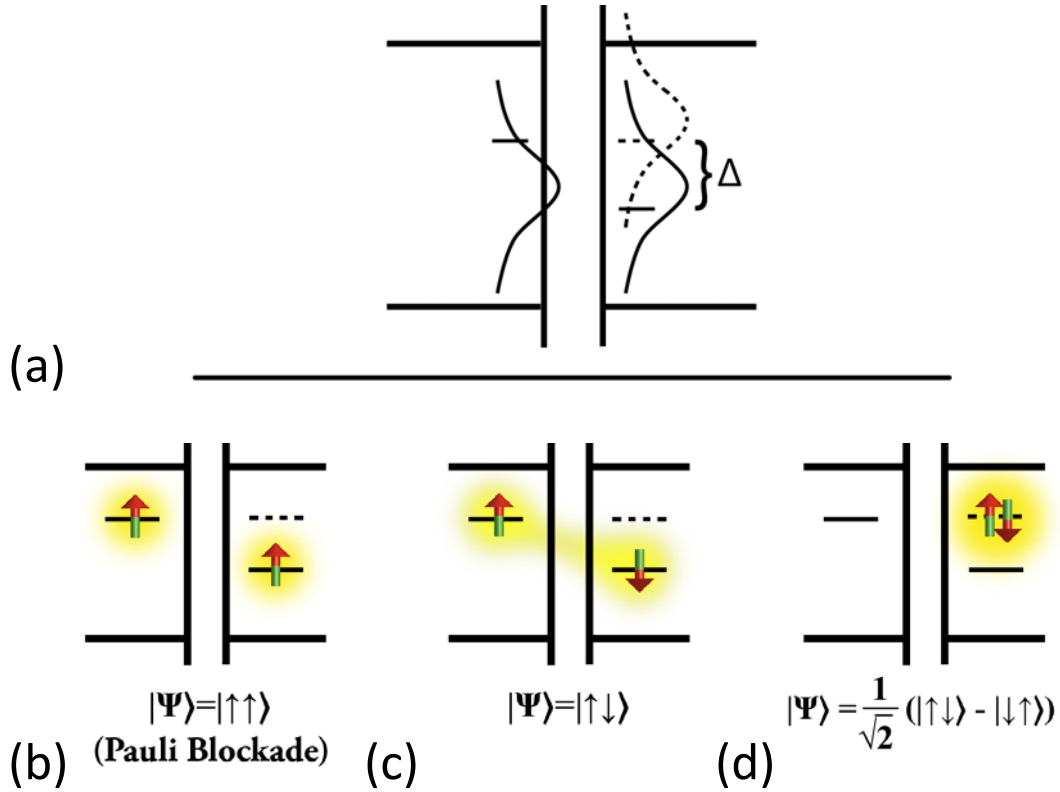 Δ
(a)
|Ψ⟩=|↑↑⟩
(Pauli Blockade)
(b)
|Ψ⟩=|↑↓⟩
(c)
|Ψ⟩ = 1/√2 (|↑↓⟩ - |↓↑⟩)
(d)